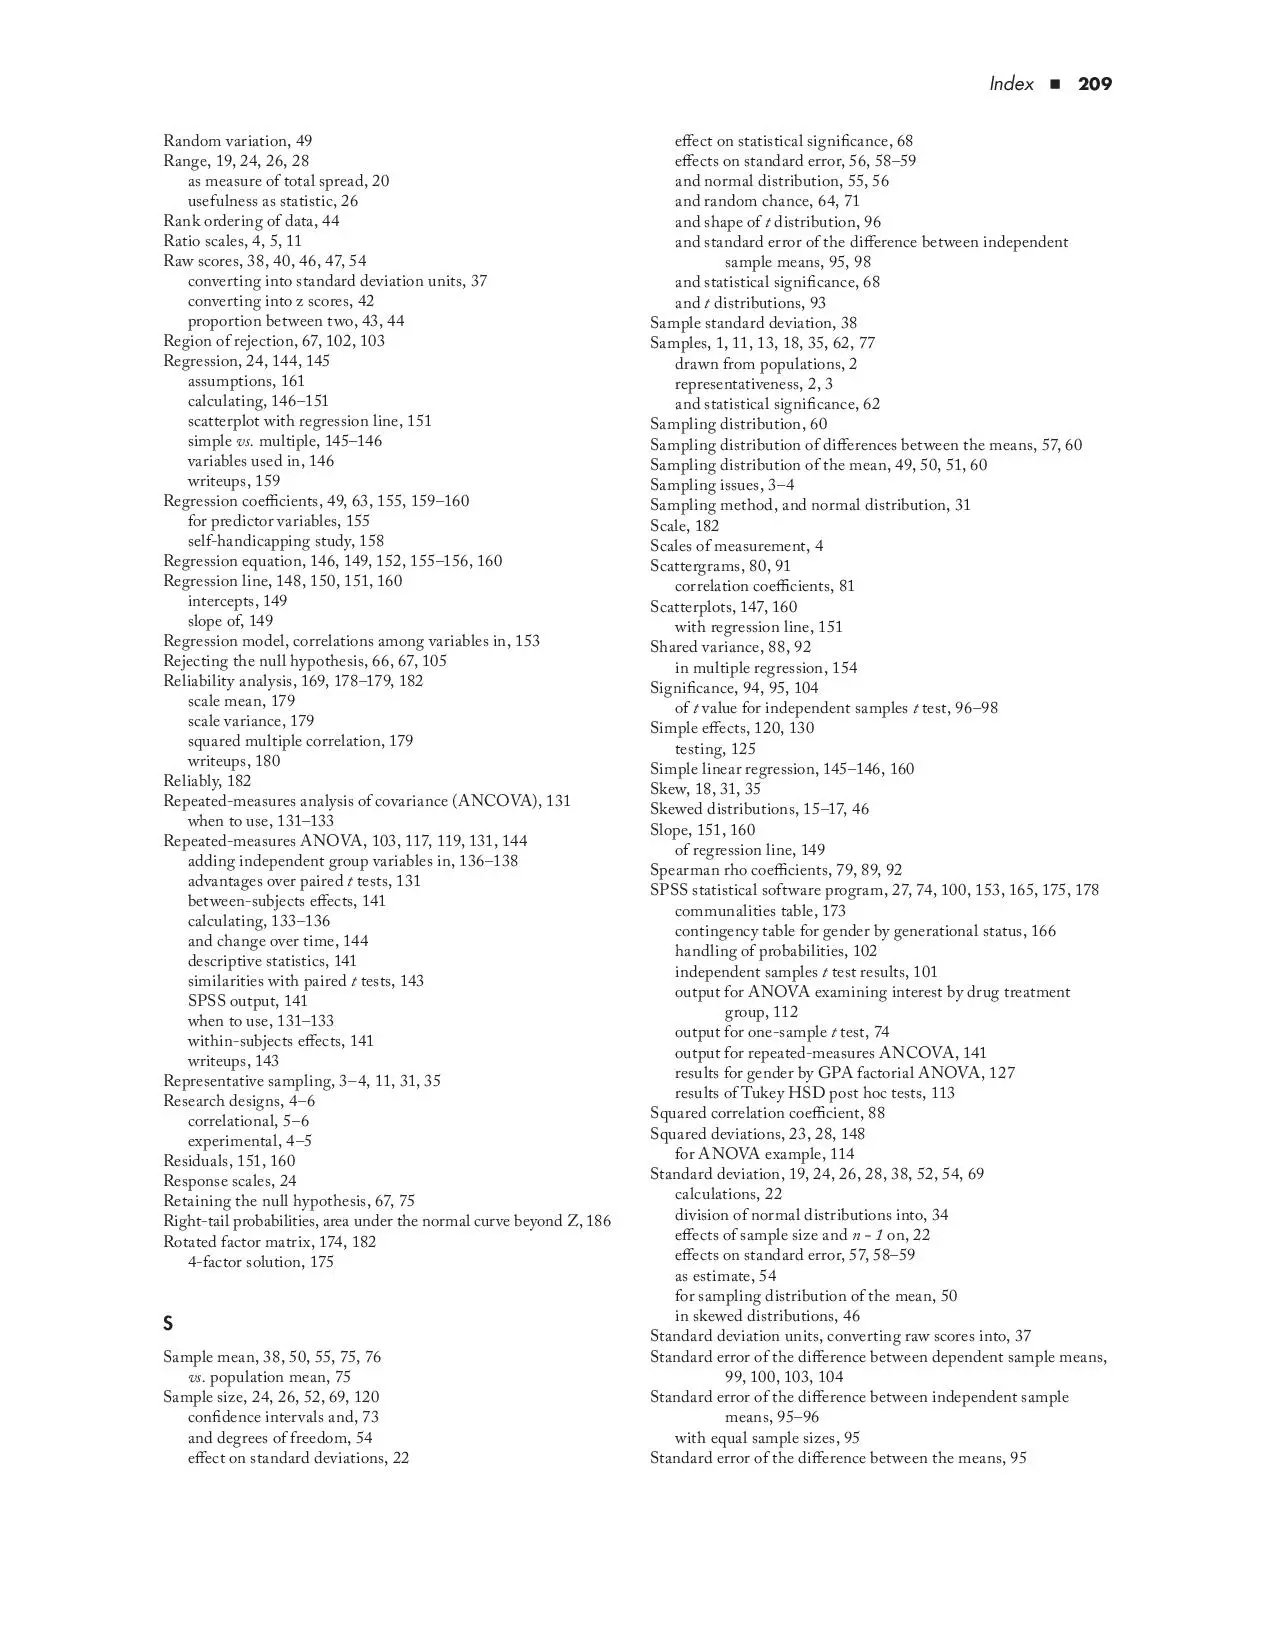 Index ■ 209
Random variation, 49
Range, 19, 24, 26, 28
as measure of total spread, 20
usefulness as statistic, 26
Rank ordering of data, 44
Ratio scales, 4, 5, 11
Raw scores, 38, 40, 46, 47, 54
converting into standard deviation units, 37
converting into z scores, 42
proportion between two, 43, 44
Region of rejection, 67, 102, 103
Regression, 24, 144, 145
assumptions, 161
calculating, 146–151
scatterplot with regression line, 151
simple vs. multiple, 145–146
variables used in, 146
writeups, 159
Regression coefficients, 49, 63, 155, 159–160
for predictor variables, 155
self-handicapping study, 158
Regression equation, 146, 149, 152, 155–156, 160
Regression line, 148, 150, 151, 160
intercepts, 149
slope of, 149
Regression model, correlations among variables in, 153
Rejecting the null hypothesis, 66, 67, 105
Reliability analysis, 169, 178–179, 182
scale mean, 179
scale variance, 179
squared multiple correlation, 179
writeups, 180
Reliably, 182
Repeated-measures analysis of covariance (ANCOVA), 131
when to use, 131–133
Repeated-measures ANOVA, 103, 117, 119, 131, 144
adding independent group variables in, 136–138
advantages over paired t tests, 131
between-subjects effects, 141
calculating, 133–136
and change over time, 144
descriptive statistics, 141
similarities with paired t tests, 143
SPSS output, 141
when to use, 131–133
within-subjects effects, 141
writeups, 143
Representative sampling, 3–4, 11, 31, 35
Research designs, 4–6
correlational, 5–6
experimental, 4–5
Residuals, 151, 160
Response scales, 24
Retaining the null hypothesis, 67, 75
Right-tail probabilities, area under the normal curve beyond Z, 186
Rotated factor matrix, 174, 182
4-factor solution, 175
S
Sample mean, 38, 50, 55, 75, 76
vs. population mean, 75
Sample size, 24, 26, 52, 69, 120
confidence intervals and, 73
and degrees of freedom, 54
effect on standard deviations, 22
effect on statistical significance, 68
effects on standard error, 56, 58–59
and normal distribution, 55, 56
and random chance, 64, 71
and shape of t distribution, 96
and standard error of the difference between independent
sample means, 95, 98
and statistical significance, 68
and t distributions, 93
Sample standard deviation, 38
Samples, 1, 11, 13, 18, 35, 62, 77
drawn from populations, 2
representativeness, 2, 3
and statistical significance, 62
Sampling distribution, 60
Sampling distribution of differences between the means, 57, 60
Sampling distribution of the mean, 49, 50, 51, 60
Sampling issues, 3–4
Sampling method, and normal distribution, 31
Scale, 182
Scales of measurement, 4
Scattergrams, 80, 91
correlation coefficients, 81
Scatterplots, 147, 160
with regression line, 151
Shared variance, 88, 92
in multiple regression, 154
Significance, 94, 95, 104
of t value for independent samples t test, 96–98
Simple effects, 120, 130
testing, 125
Simple linear regression, 145–146, 160
Skew, 18, 31, 35
Skewed distributions, 15–17, 46
Slope, 151, 160
of regression line, 149
Spearman rho coefficients, 79, 89, 92
SPSS statistical software program, 27, 74, 100, 153, 165, 175, 178
communalities table, 173
contingency table for gender by generational status, 166
handling of probabilities, 102
independent samples t test results, 101
output for ANOVA examining interest by drug treatment
group, 112
output for one-sample t test, 74
output for repeated-measures ANCOVA, 141
results for gender by GPA factorial ANOVA, 127
results of Tukey HSD post hoc tests, 113
Squared correlation coefficient, 88
Squared deviations, 23, 28, 148
for ANOVA example, 114
Standard deviation, 19, 24, 26, 28, 38, 52, 54, 69
calculations, 22
division of normal distributions into, 34
effects of sample size and n - 1 on, 22
effects on standard error, 57, 58–59
as estimate, 54
for sampling distribution of the mean, 50
in skewed distributions, 46
Standard deviation units, converting raw scores into, 37
Standard error of the difference between dependent sample means,
99, 100, 103, 104
Standard error of the difference between independent sample
means, 95–96
with equal sample sizes, 95
Standard error of the difference between the means, 95